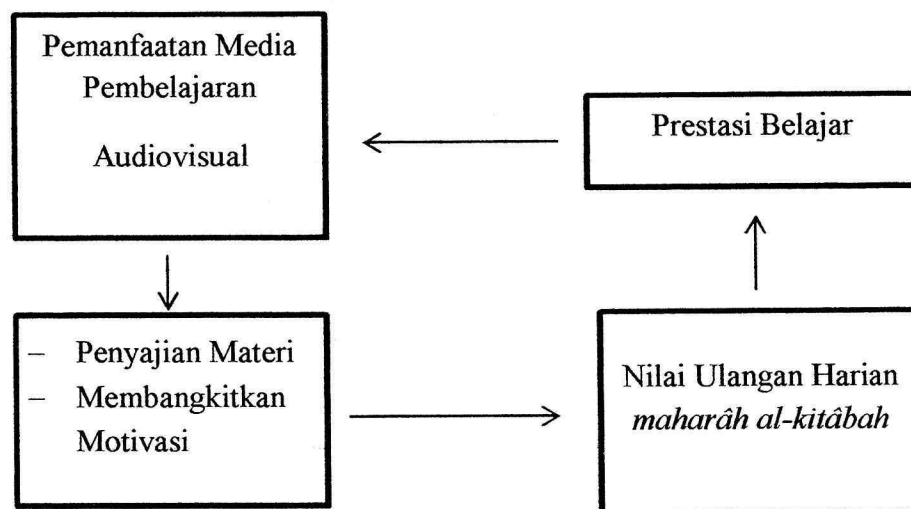 Pemanfaatan Media
Pembelajaran
Audiovisual
Prestasi Belajar
– Penyajian Materi
– Membangkitkan
Motivasi
Nilai Ulangan Harian
maharâh al-kitâbah